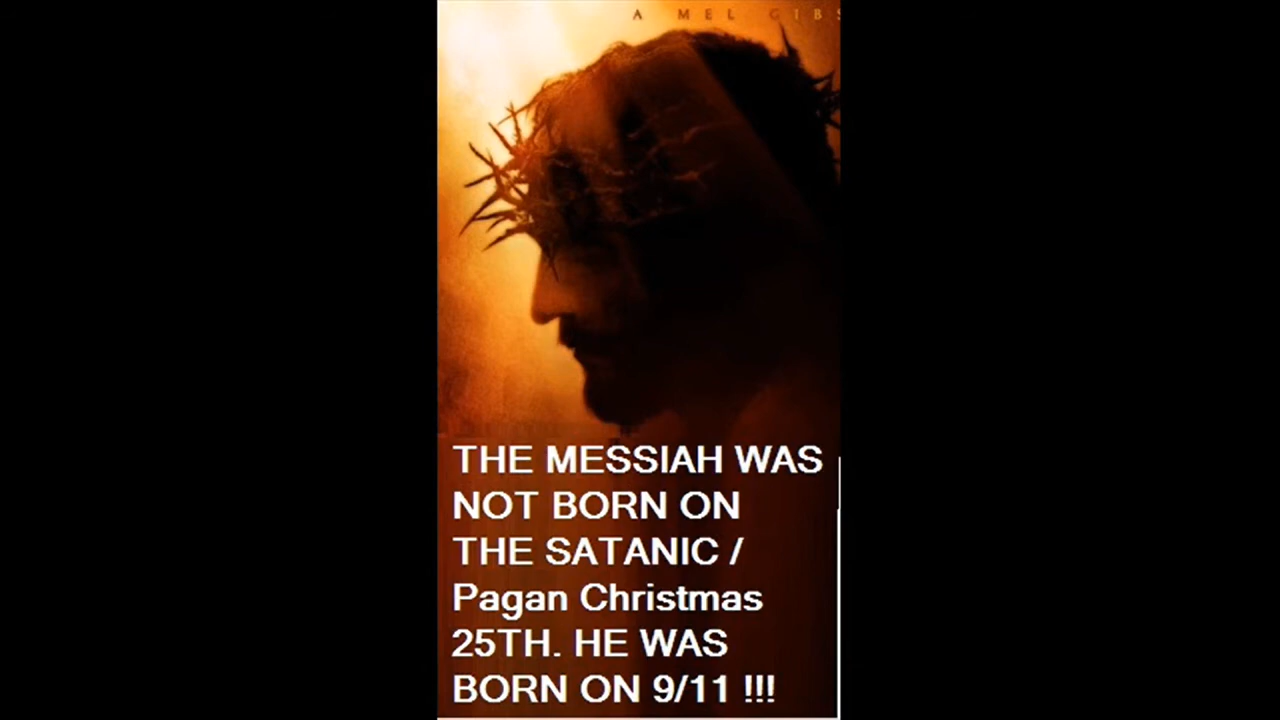 A MEL GIBS
THE MESSIAH WAS
NOT BORN ON
THE SATANIC /
Pagan Christmas
25TH. HE WAS
BORN ON 9/11 !!!